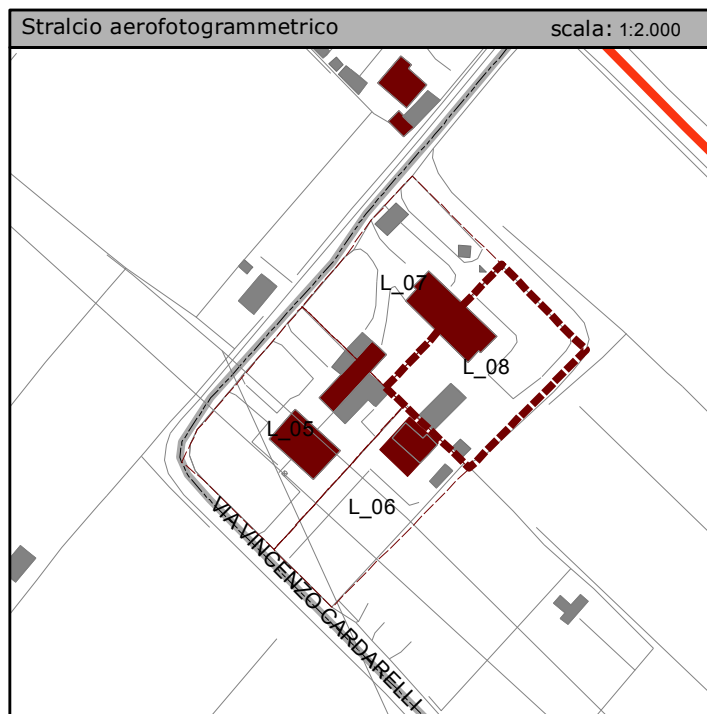 Stralcio aerofotogrammetrico scala: 1:2.000
L_07
L_08
L_05
L_06
VIA VINCENZO CARDARELLI